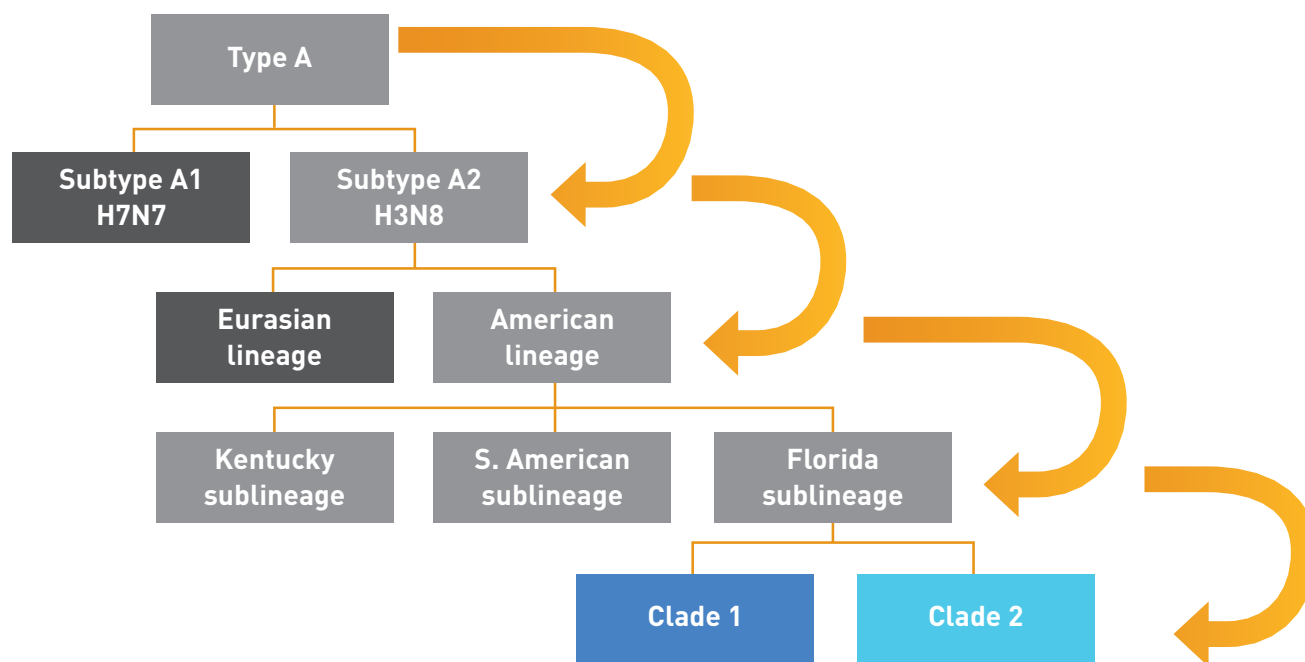 Type A
Subtype A1
H7N7
Subtype A2
H3N8
Eurasian
lineage
American
lineage
Kentucky
sublineage
S. American
sublineage
Florida
sublineage
Clade 1
Clade 2